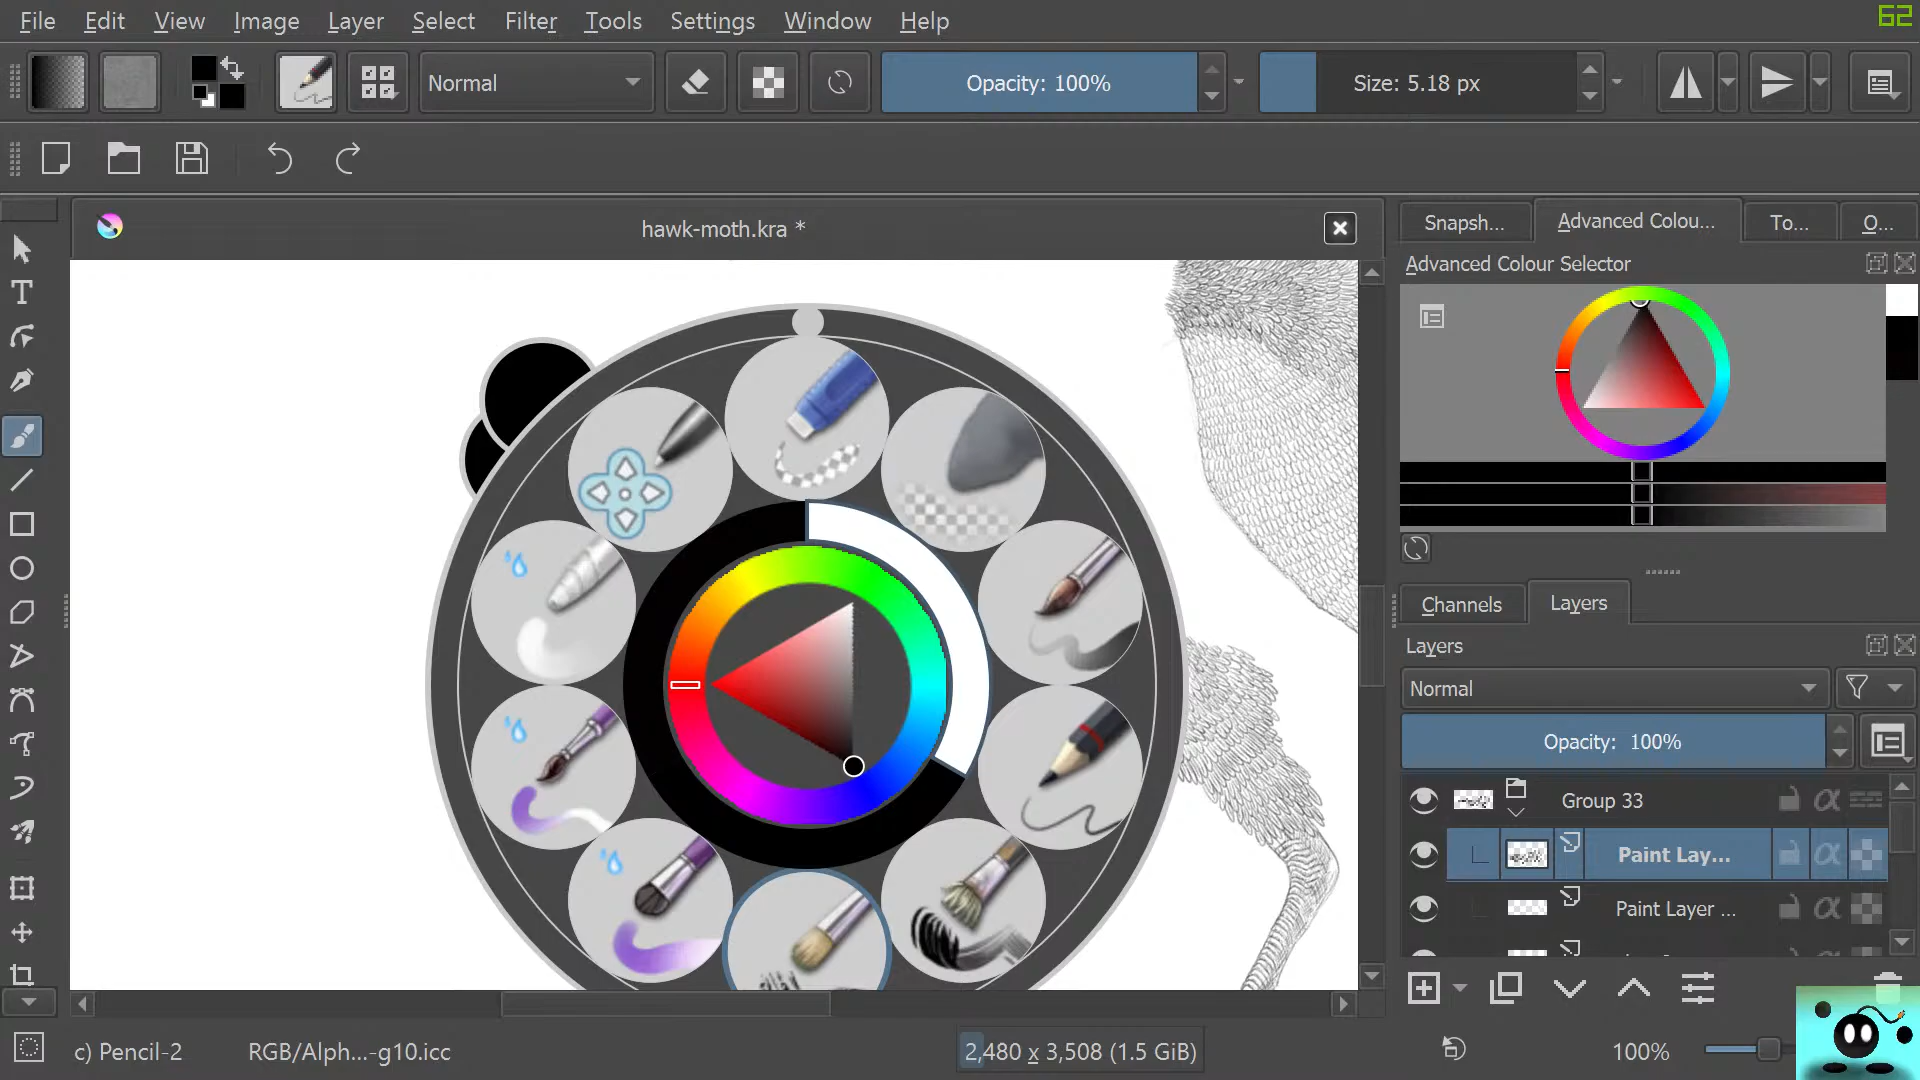 File Edit View Image Layer Select Filter Tools Settings Window Help
62
Normal
Opacity: 100%
Size: 5.18 px
hawk-moth.kra *
Snapsh... Advanced Colou... To... O...
Advanced Colour Selector
Channels Layers
Layers
Normal
Opacity: 100%
Group 33
Paint Lay...
Paint Layer ...
c) Pencil-2
RGB/Alph...-g10.icc
2,480 x 3,508 (1.5 GiB)
100%